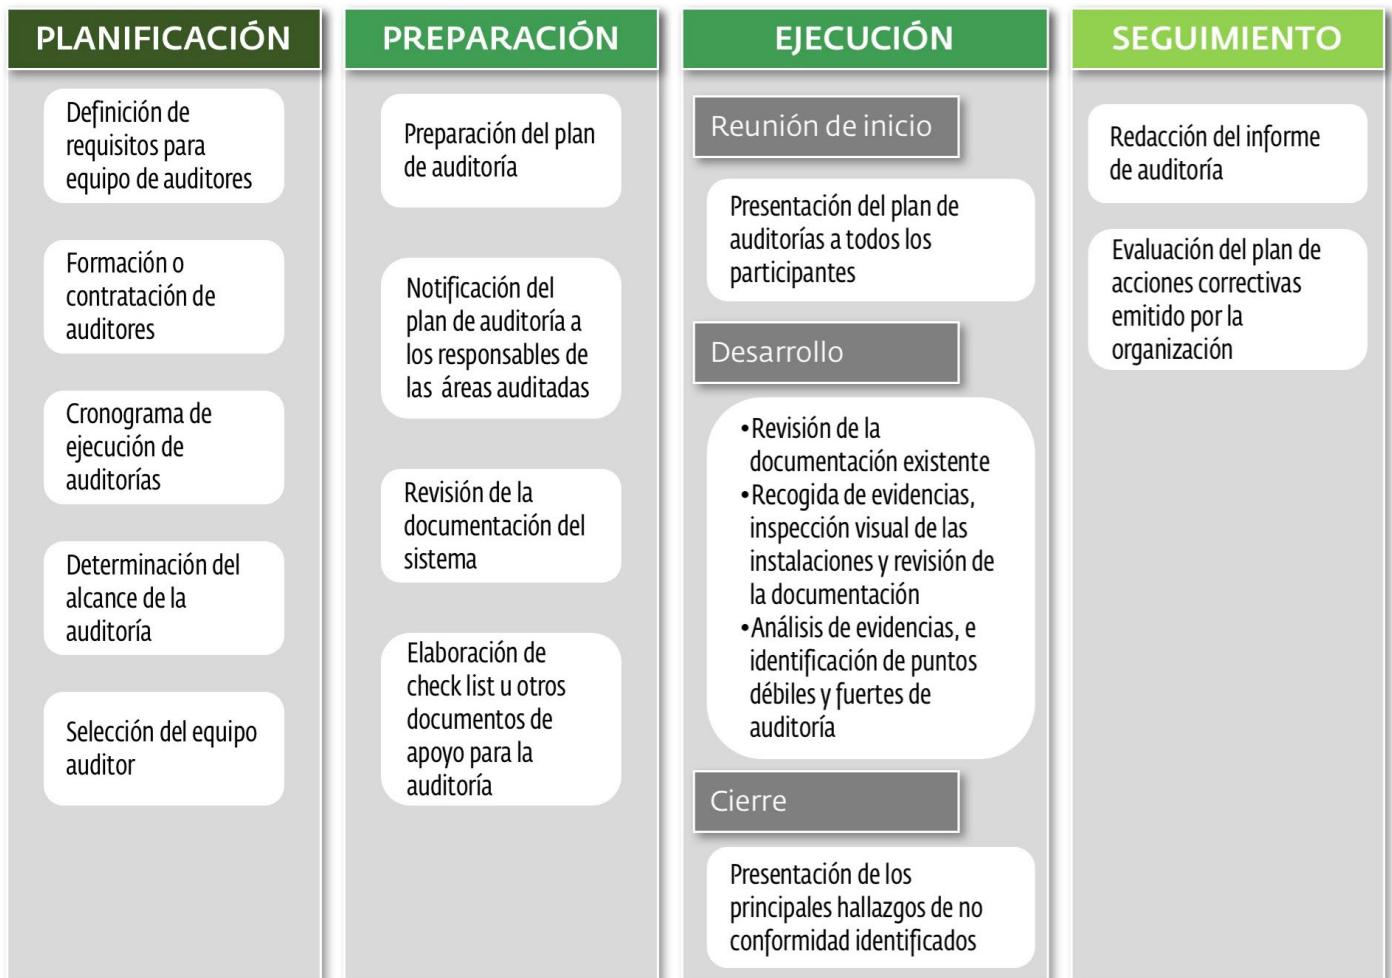 PLANIFICACIÓN
Definición de
requisitos para
equipo de auditores
Formación o
contratación de
auditores
Cronograma de
ejecución de
auditorías
Determinación del
alcance de la
auditoría
Selección del equipo
auditor
PREPARACIÓN
Preparación del plan
de auditoría
Notificación del
plan de auditoría a
los responsables de
las áreas auditadas
Revisión de la
documentación del
sistema
Elaboración de
check list u otros
documentos de
apoyo para la
auditoría
EJECUCIÓN
Reunión de inicio
Presentación del plan de
auditorías a todos los
participantes
Desarrollo
•Revisión de la
documentación existente
•Recogida de evidencias,
inspección visual de las
instalaciones y revisión de
la documentación
•Análisis de evidencias, e
identificación de puntos
débiles y fuertes de
auditoría
Cierre
Presentación de los
principales hallazgos de no
conformidad identificados
SEGUIMIENTO
Redacción del informe
de auditoría
Evaluación del plan de
acciones correctivas
emitido por la
organización